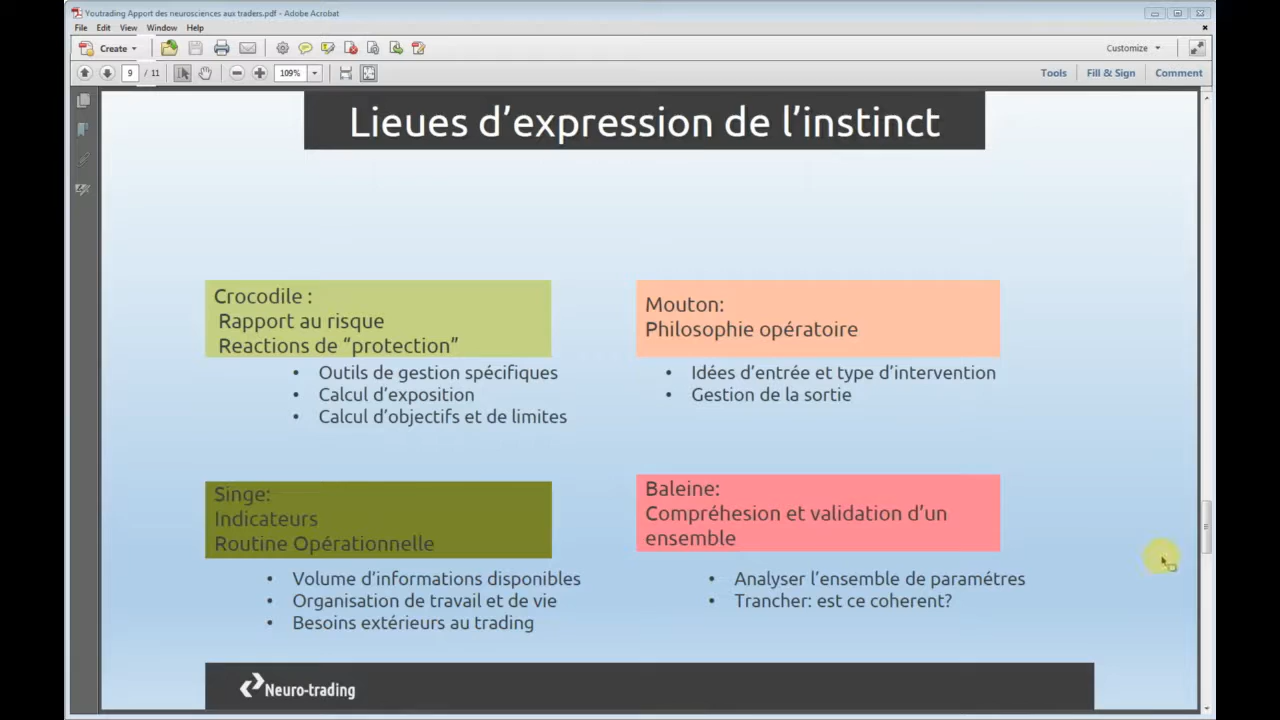 Youtrading Apport des neurosciences aux traders.pdf - Adobe Acrobat
File Edit View Window Help
Create
Customize
9 / 11
109%
Tools Fill & Sign Comment
Lieues d’expression de l’instinct
Crocodile :
Rapport au risque
Reactions de “protection”
• Outils de gestion spécifiques
• Calcul d’exposition
• Calcul d’objectifs et de limites
Mouton:
Philosophie opératoire
• Idées d’entrée et type d’intervention
• Gestion de la sortie
Singe:
Indicateurs
Routine Opérationnelle
• Volume d’informations disponibles
• Organisation de travail et de vie
• Besoins extérieurs au trading
Baleine:
Compréhesion et validation d’un
ensemble
• Analyser l’ensemble de paramétres
• Trancher: est ce coherent?
Neuro-trading